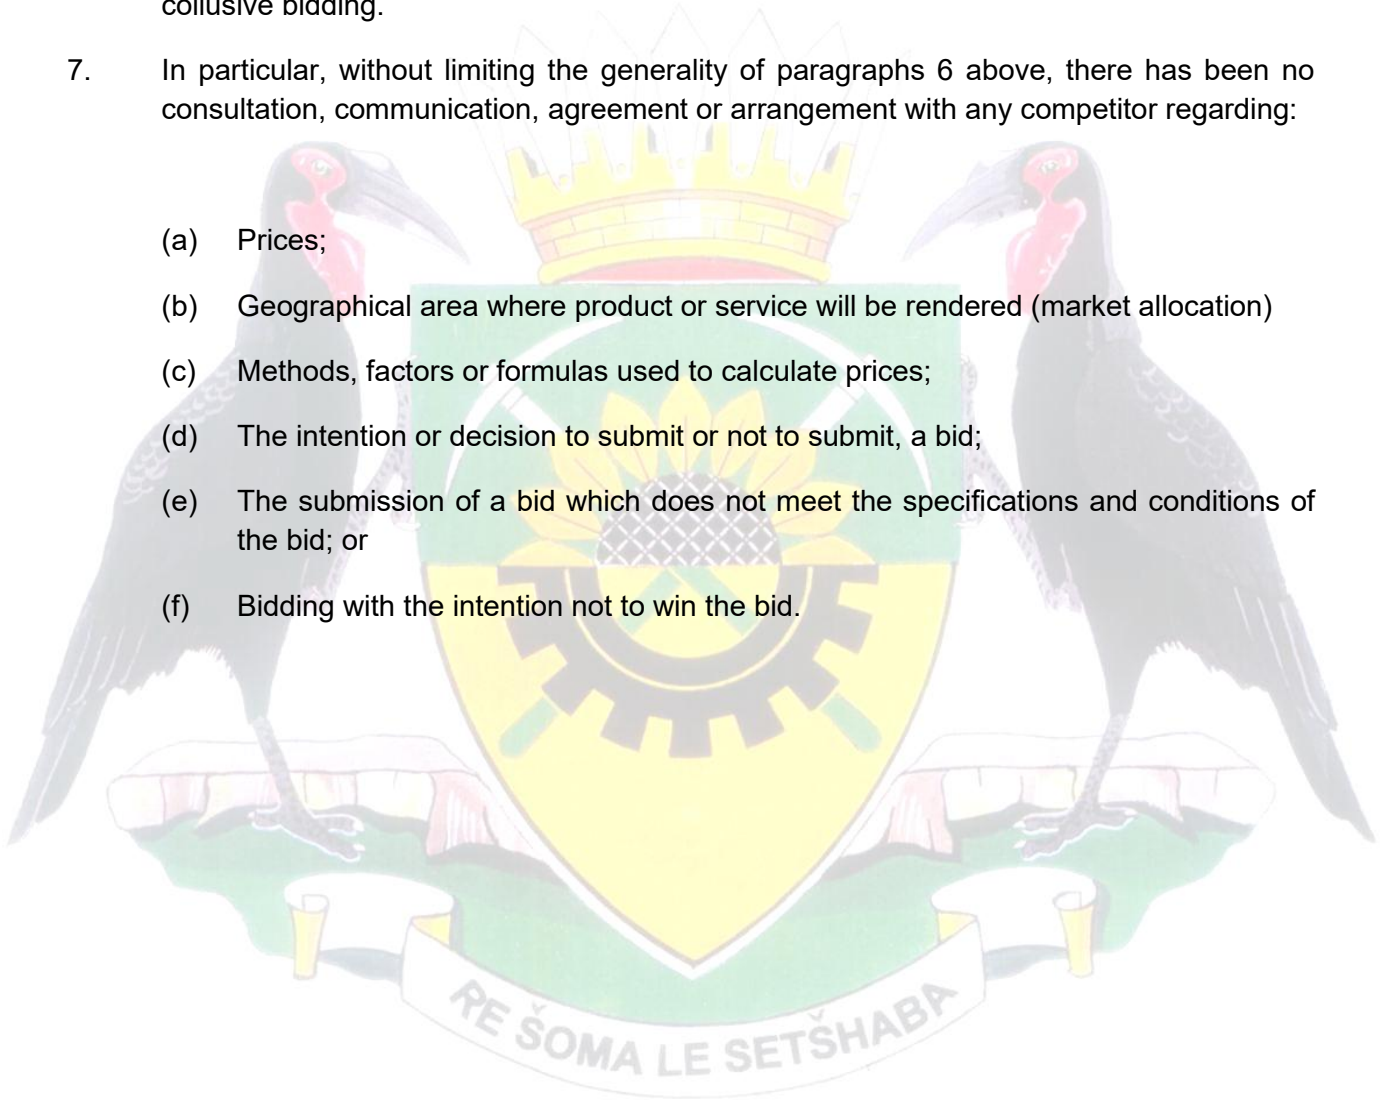 collusive bidding.
7. In particular, without limiting the generality of paragraphs 6 above, there has been no
consultation, communication, agreement or arrangement with any competitor regarding:
(a) Prices;
(b) Geographical area where product or service will be rendered (market allocation)
(c) Methods, factors or formulas used to calculate prices;
(d) The intention or decision to submit or not to submit, a bid;
(e) The submission of a bid which does not meet the specifications and conditions of
the bid; or
(f) Bidding with the intention not to win the bid.
RE ŠOMA LE SETŠHABA